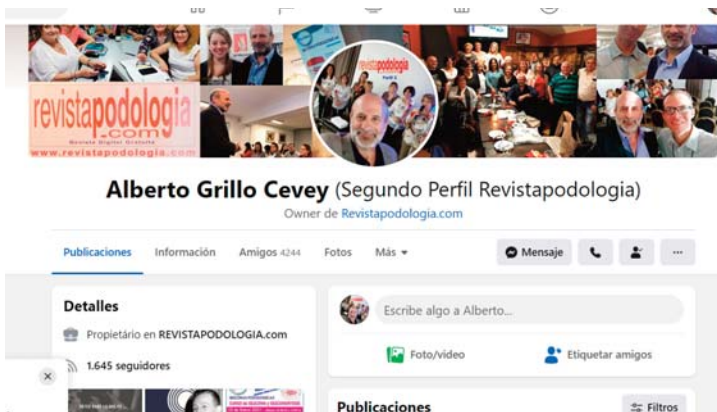 revistapodologia
.com
Revista Digital Gratuita
www.revistapodologia.com
revistapodologia
Perfil 2
Alberto Grillo Cevey (Segundo Perfil Revistapodologia)
Owner de Revistapodologia.com
Publicaciones
Información
Amigos 4244
Fotos
Más
Mensaje
Detalles
Propietário en REVISTAPODOLOGIA.com
1.645 seguidores
Escribe algo a Alberto...
Foto/video
Etiquetar amigos
Publicaciones
Filtros